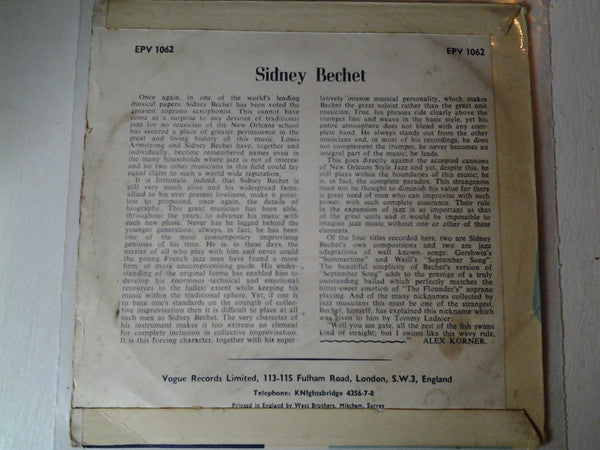 EPV 1062
EPV 1062
Sidney Bechet
Once again, in one of the world's leading
musical papers, Sidney Bechet has been voted the
greatest soprano saxophonist. This cannot have
come as a surprise to any devotee of traditional
jazz for no musician of the New Orleans school
has secured a place of greater permanence in the
great and living history of this music. Louis
Armstrong and Sidney Bechet have, together and
individually, become remembered names even in
the many households where jazz is not of interest
and no two other musicians in this field could lay
equal claim to such a world wide reputation.
It is fortunate, indeed, that Sidney Bechet is
still very much alive and his widespread fame,
allied to his ever present liveliness, make it point-
less to propound, once again, the details of
biography. This great musician has been able,
throughout the years, to advance his music with
each new phase. Never has he lagged behind the
younger generation; always, in fact, he has been
one of the most contemporary improvising
geniuses of his time. He is, in these days, the
master of all who play with him and never could
the young French jazz men have found a more
firm, or more uncompromising guide. His under-
standing of the original forms has enabled him to
develop his enormous technical and emotional
resources to the fullest extent while keeping his
music within the traditional sphere. Yet, if one is
to base one's standards on the strength of collec-
tive improvisation then it is difficult to place at all
such men as Sidney Bechet. The very character of
his instrument makes it too extreme an element
for complete inclusion in collective improvisation.
It is this forcing character, together with his super-
latively intense musical personality, which makes
Bechet the great soloist rather than the great unit
musician. True, his phrases ride clearly above the
trumpet line and weave in the basic style, yet his
entire atmosphere does not blend with any com-
plete band. He always stands out from the other
musicians and, in most of his recordings, he does
not complement the trumpet, he never becomes an
integral part of the music, he leads.
This goes directly against the accepted cannons
of New Orleans Style Jazz and yet, despite this, he
still plays within the boundaries of this music; he
is, in fact, the complete paradox. This strangeness
must not be thought to diminish his value for there
is great need of men who can improvise with such
power, with such complete assurance. Their role
in the expansion of jazz is as important as that
of the great units and it would be impossible to
imagine jazz music without one or other of these
elements.
Of the four titles recorded here, two are Sidney
Bechet's own compositions and two are jazz
adaptations of well known songs; Gershwin's
"Summertime" and Weill's "September Song".
The beautiful simplicity of Bechet's version of
"September Song" adds to the prestige of a truly
outstanding ballad which perfectly matches the
bitter-sweet emotion of "The Flounder's" soprano
playing. And of the many nicknames collected by
jazz musicians this must be one of the strangest.
Bechet, himself, has explained this nickname which
was given to him by Tommy Ladnier.
"Well you see gate, all the rest of the fish swims
kind of straight; but I swims like this wavy rule,
" ALEX KORNER.
Vogue Records Limited, 113-115 Fulham Road, London, S.W.3, England
Telephone: KNIghtsbridge 4256-7-8
Printed in England by West Brothers, Mitcham, Surrey